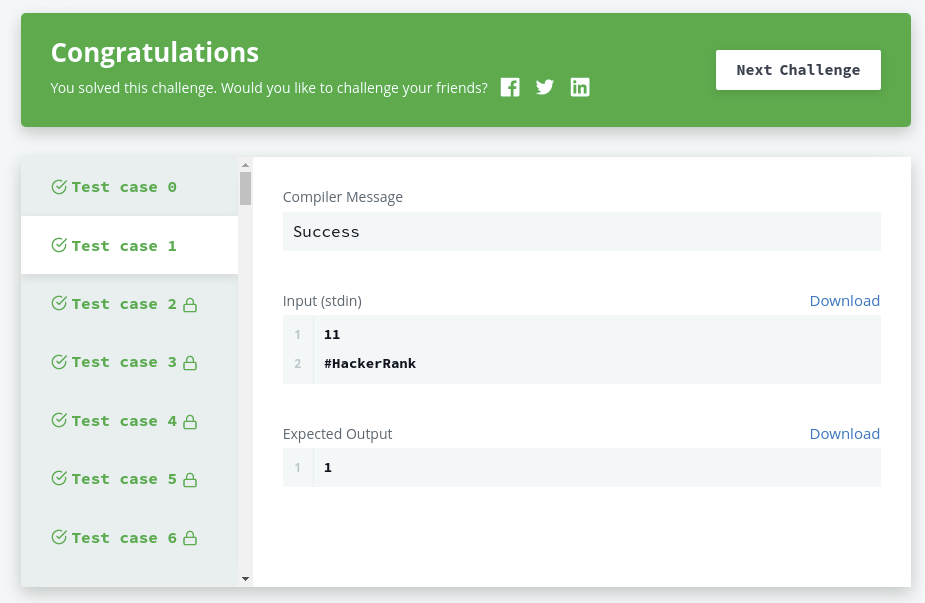 Congratulations
You solved this challenge. Would you like to challenge your friends?
Next Challenge
Test case 0
Test case 1
Test case 2
Test case 3
Test case 4
Test case 5
Test case 6
Compiler Message
Success
Input (stdin)
Download
1 11
2 #HackerRank
Expected Output
Download
1 1